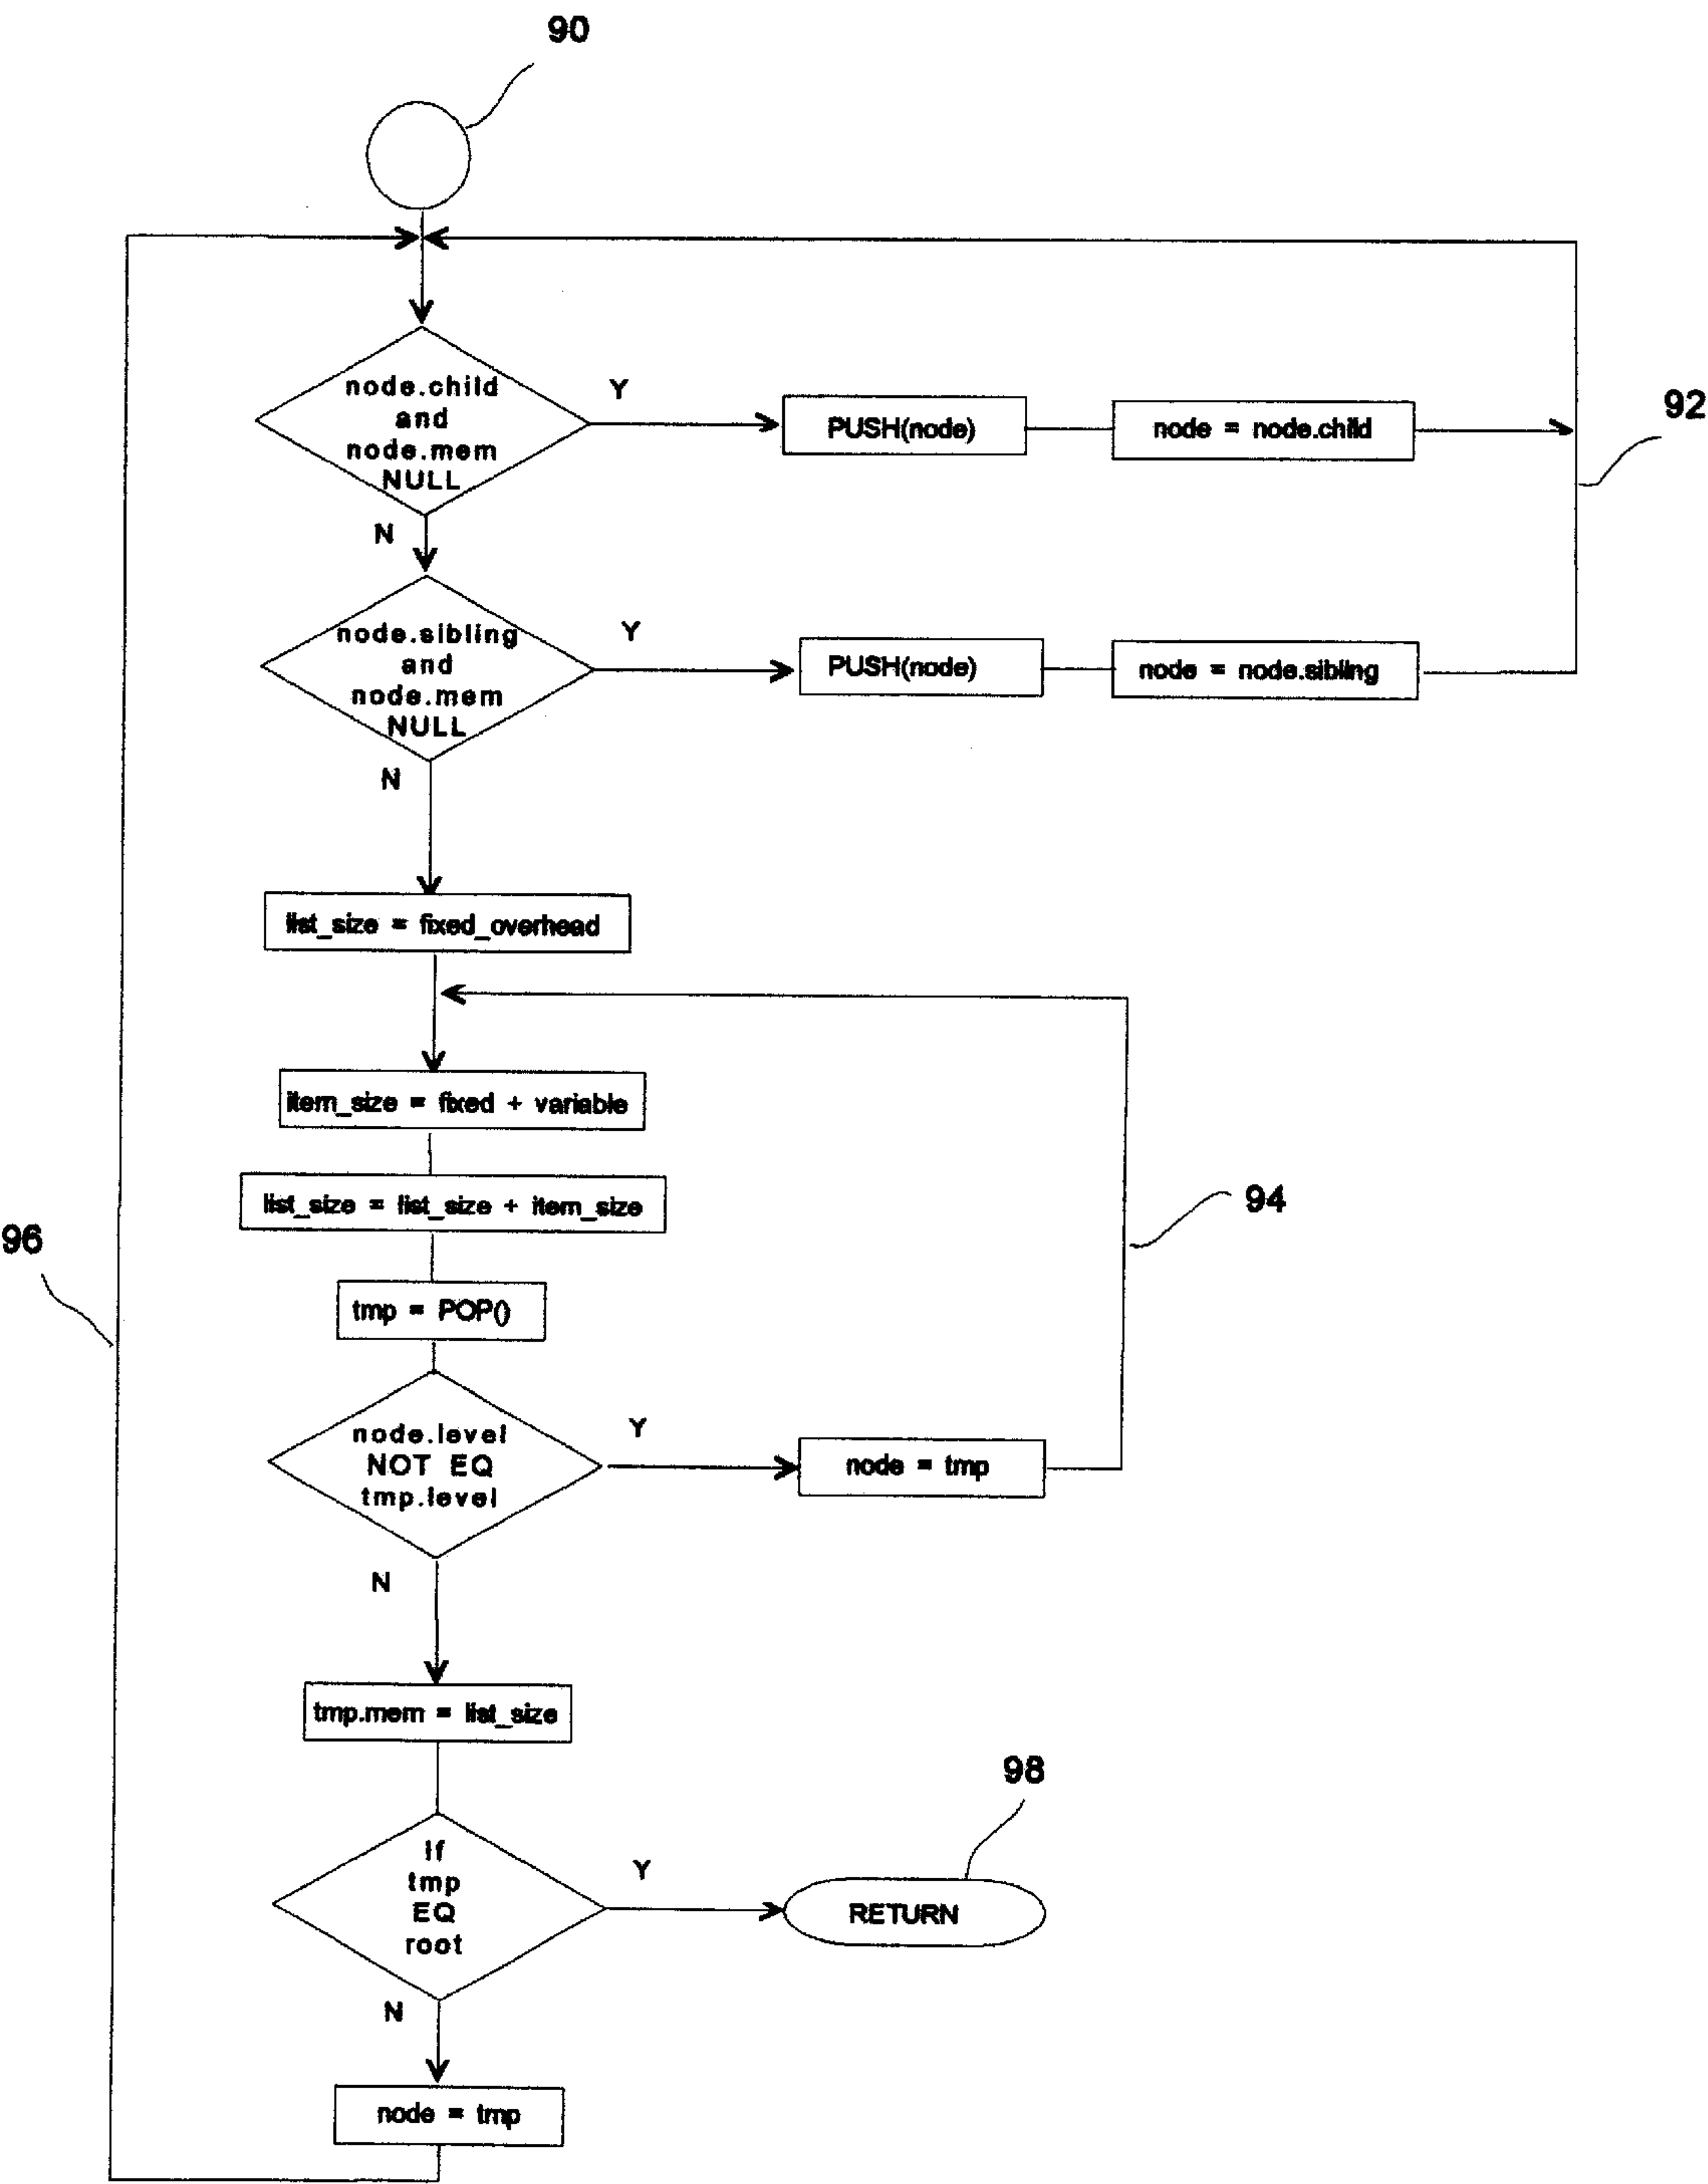 90
node.child
and
node.mem
NULL
Y
PUSH(node)
node = node.child
92
N
node.sibling
and
node.mem
NULL
Y
PUSH(node)
node = node.sibling
N
list_size = fixed_overhead
item_size = fixed + variable
list_size = list_size + item_size
94
96
tmp = POP()
node.level
NOT EQ
tmp.level
Y
node = tmp
N
tmp.mem = list_size
98
If
tmp
EQ
root
Y
RETURN
N
node = tmp